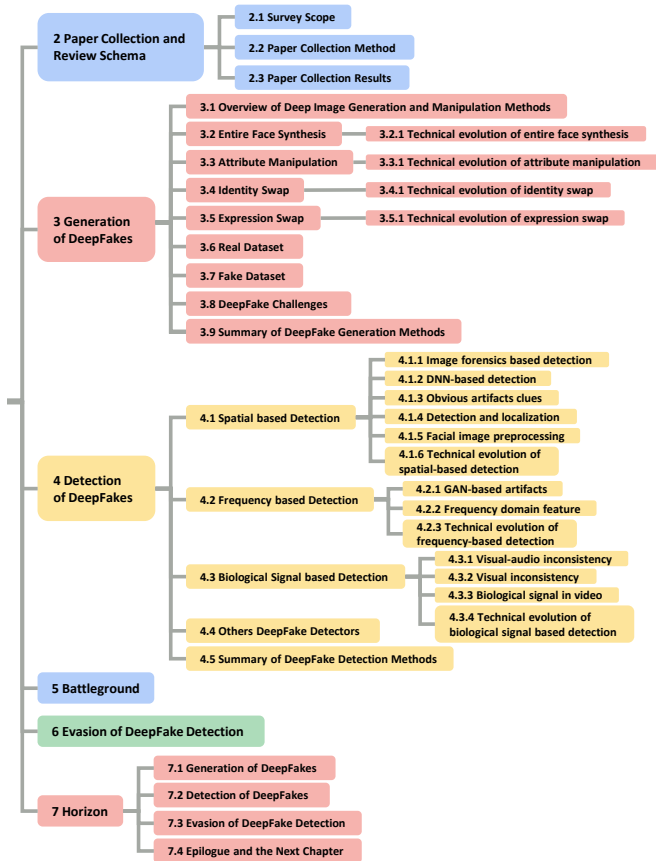 2 Paper Collection and
Review Schema
2.1 Survey Scope
2.2 Paper Collection Method
2.3 Paper Collection Results
3 Generation
of DeepFakes
3.1 Overview of Deep Image Generation and Manipulation Methods
3.2 Entire Face Synthesis
3.2.1 Technical evolution of entire face synthesis
3.3 Attribute Manipulation
3.3.1 Technical evolution of attribute manipulation
3.4 Identity Swap
3.4.1 Technical evolution of identity swap
3.5 Expression Swap
3.5.1 Technical evolution of expression swap
3.6 Real Dataset
3.7 Fake Dataset
3.8 DeepFake Challenges
3.9 Summary of DeepFake Generation Methods
4 Detection
of DeepFakes
4.1 Spatial based Detection
4.1.1 Image forensics based detection
4.1.2 DNN-based detection
4.1.3 Obvious artifacts clues
4.1.4 Detection and localization
4.1.5 Facial image preprocessing
4.1.6 Technical evolution of
spatial-based detection
4.2 Frequency based Detection
4.2.1 GAN-based artifacts
4.2.2 Frequency domain feature
4.2.3 Technical evolution of
frequency-based detection
4.3 Biological Signal based Detection
4.3.1 Visual-audio inconsistency
4.3.2 Visual inconsistency
4.3.3 Biological signal in video
4.3.4 Technical evolution of
biological signal based detection
4.4 Others DeepFake Detectors
4.5 Summary of DeepFake Detection Methods
5 Battleground
6 Evasion of DeepFake Detection
7 Horizon
7.1 Generation of DeepFakes
7.2 Detection of DeepFakes
7.3 Evasion of DeepFake Detection
7.4 Epilogue and the Next Chapter